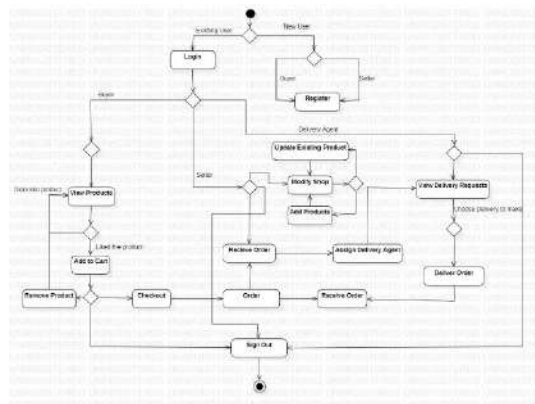 New User
Existing User
Login
Buyer
Seller
Register
Buyer
Delivery Agent
Update Existing Product
Seller
View Products
Modify Shop
View Delivery Requests
Add Products
Choose Delivery to make
Liked the product
Recieve Order
Assign Delivery Agent
Add to Cart
Deliver Order
Remove Product
Checkout
Order
Receive Order
Sign Out